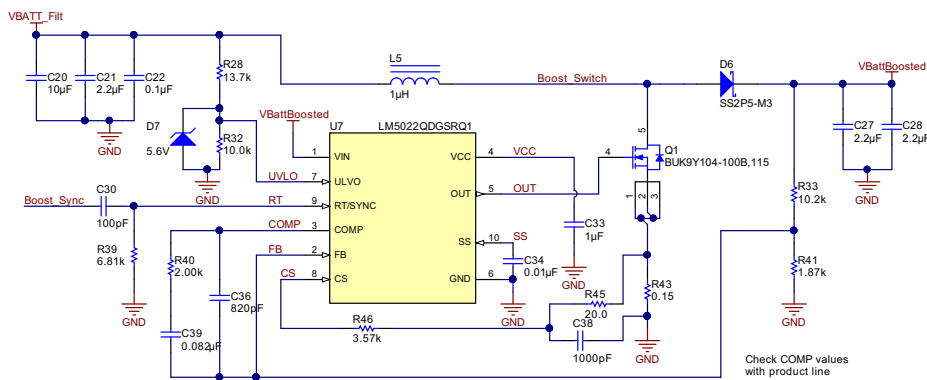 VBATT_Filt
C20
10µF
C21
2.2µF
C22
0.1µF
R28
13.7k
L5
1µH
Boost_Switch
D6
SS2P5-M3
VBattBoosted
C27
2.2µF
C28
2.2µF
GND
D7
5.6V
R32
10.0k
GND
VBattBoosted
U7
LM5022QDGSRQ1
1
VIN
VCC
4
VCC
UVLO
7
ULVO
OUT
5
OUT
RT
9
RT/SYNC
COMP
3
COMP
SS
10
SS
FB
2
FB
CS
8
CS
GND
6
5
4
Q1
BUK9Y104-100B,115
1
2
3
GND
R33
10.2k
Boost_Sync
C30
100pF
R39
6.81k
GND
R40
2.00k
C36
820pF
C39
0.082µF
C33
1µF
GND
C34
0.01µF
GND
R41
1.87k
GND
R46
3.57k
R45
20.0
C38
1000pF
R43
0.15
GND
Check COMP values
with product line